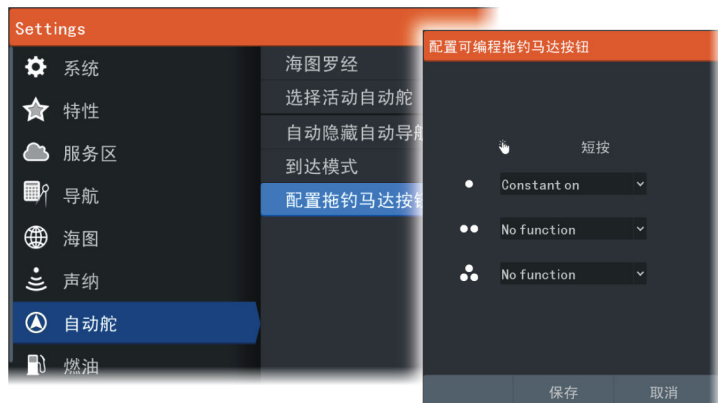 Settings
系统
特性
服务区
导航
海图
声纳
自动舵
燃油
海图罗经
选择活动自动舵
自动隐藏自动导航
到达模式
配置拖钓马达按钮
配置可编程拖钓马达按钮
短按
Constant on
No function
No function
保存
取消